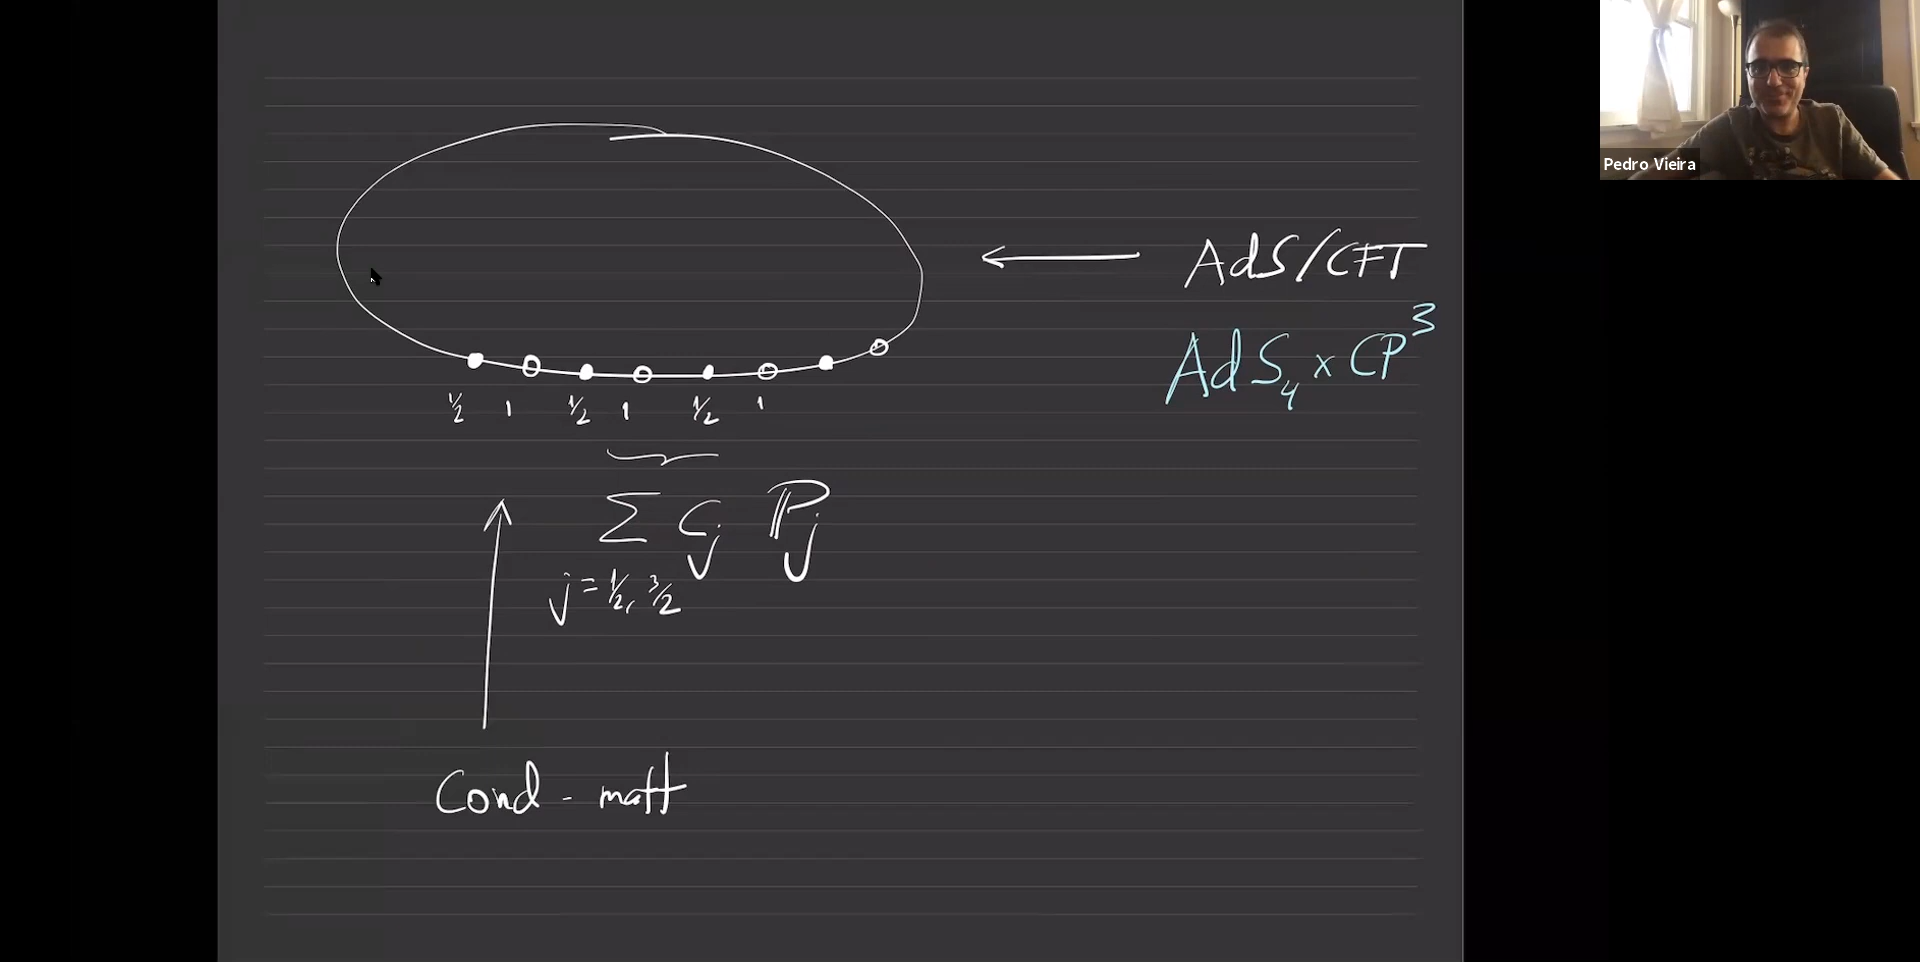 Pedro Vieira
AdS/CFT
AdS₄ x CP³
½ 1 ½ 1 ½ 1
∑ Cj ℙj
j = ½, 3/2
Cond - matt